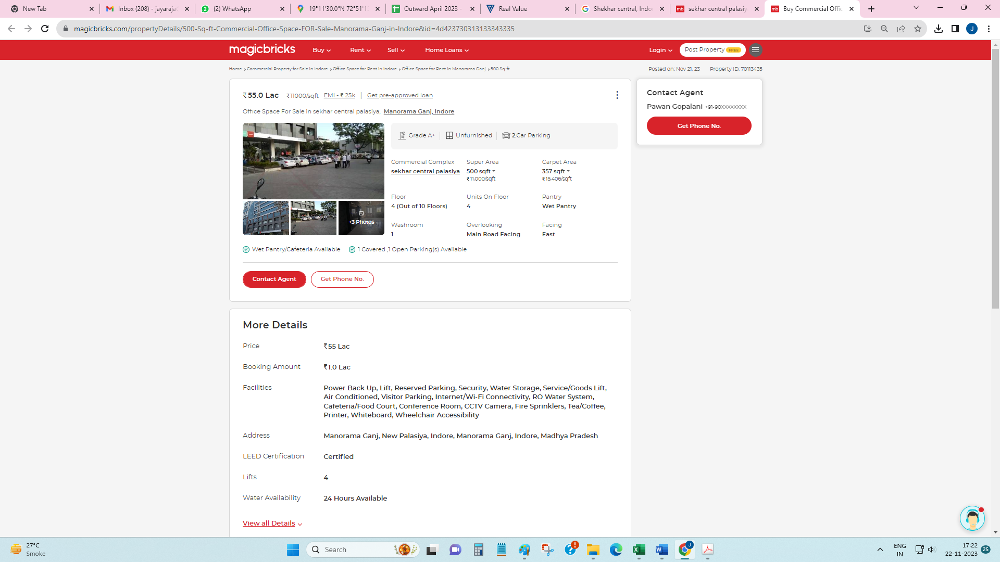 New Tab
Inbox (208) - jayaraja
(2) WhatsApp
19°11'30.0"N 72°51'1
Outward April 2023 -
Real Value
Shekhar central, Indo
sekhar central palasiy
Buy Commercial Offic
magicbricks.com/propertyDetails/500-Sq-ft-Commercial-Office-Space-FOR-Sale-Manorama-Ganj-in-Indore&id=4d423730313133343335
J
magicbricks
Buy
Rent
Sell
Home Loans
Login
Post Property FREE
Home > Commercial Property for Sale in Indore > Office Space for Rent in Indore > Office Space for Rent in Manorama Ganj > 500 Sq-ft
Posted on: Nov 21, 23 Property ID: 70113435
₹55.0 Lac ₹11000/sqft EMI - ₹ 25k | Get pre-approved loan
Office Space For Sale in sekhar central palasiya, Manorama Ganj, Indore
Grade A+ Unfurnished 2 Car Parking
Commercial Complex Super Area Carpet Area
sekhar central palasiya 500 sqft 357 sqft
₹11,000/sqft ₹15,406/sqft
Floor Units On Floor Pantry
4 (Out of 10 Floors) 4 Wet Pantry
+3 Photos
Washroom Overlooking Facing
1 Main Road Facing East
Wet Pantry/Cafeteria Available 1 Covered ,1 Open Parking(s) Available
Contact Agent Get Phone No.
Contact Agent
Pawan Gopalani +91-90XXXXXXXX
Get Phone No.
More Details
Price ₹55 Lac
Booking Amount ₹1.0 Lac
Facilities Power Back Up, Lift, Reserved Parking, Security, Water Storage, Service/Goods Lift,
Air Conditioned, Visitor Parking, Internet/Wi-Fi Connectivity, RO Water System,
Cafeteria/Food Court, Conference Room, CCTV Camera, Fire Sprinklers, Tea/Coffee,
Printer, Whiteboard, Wheelchair Accessibility
Address Manorama Ganj, New Palasiya, Indore, Manorama Ganj, Indore, Madhya Pradesh
LEED Certification Certified
Lifts 4
Water Availability 24 Hours Available
View all Details
27°C
Smoke
Search
ENG
IN
17:22
22-11-2023
25